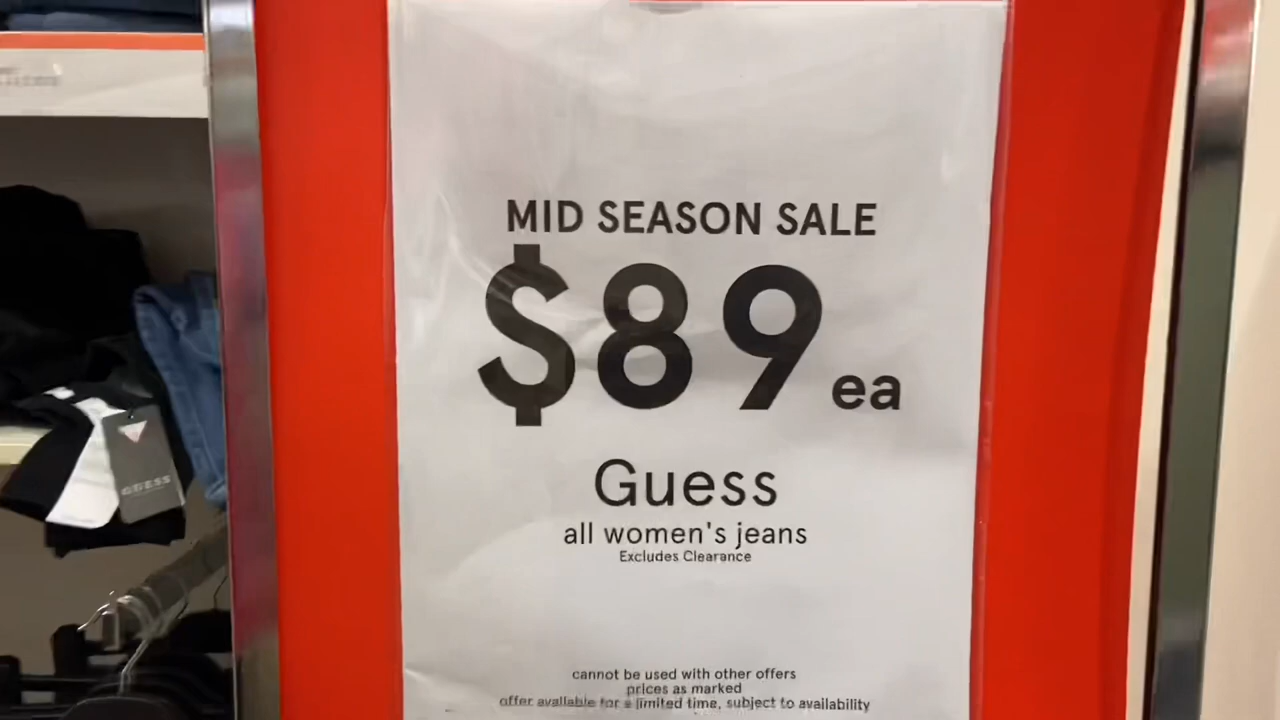 MID SEASON SALE
$89 ea
Guess
all women's jeans
Excludes Clearance
cannot be used with other offers
prices as marked
offer available for a limited time, subject to availability
GUESS